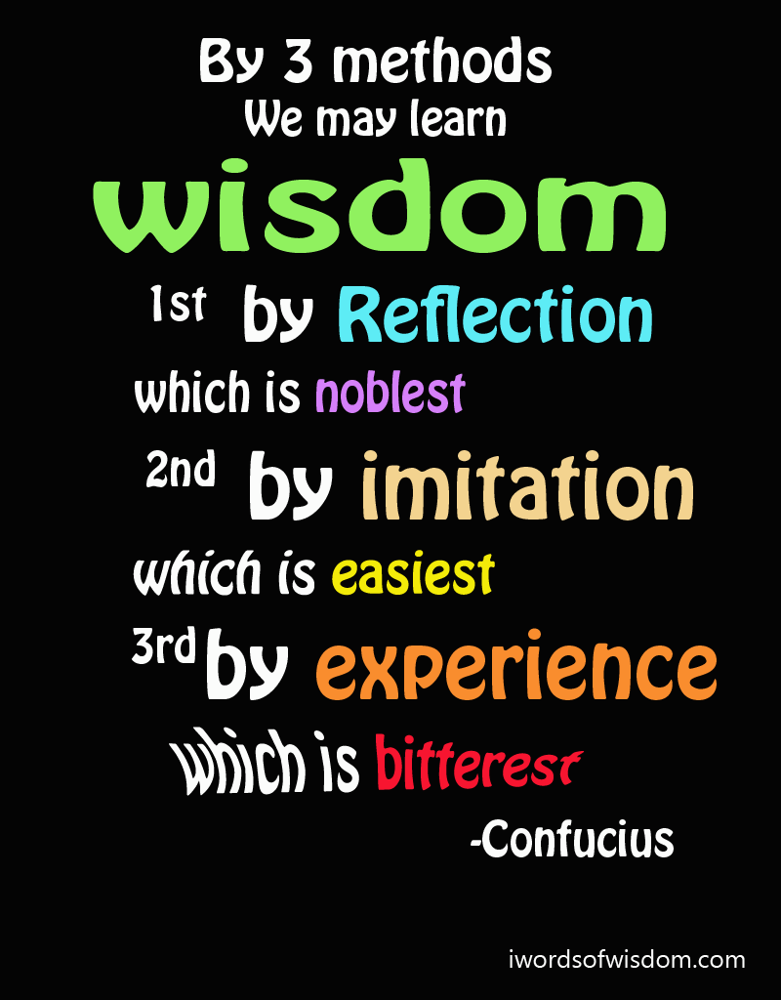 By 3 methods
We may learn
wisdom
1st by Reflection
which is noblest
2nd by imitation
which is easiest
3rd by experience
which is bitterest
-Confucius
iwordsofwisdom.com